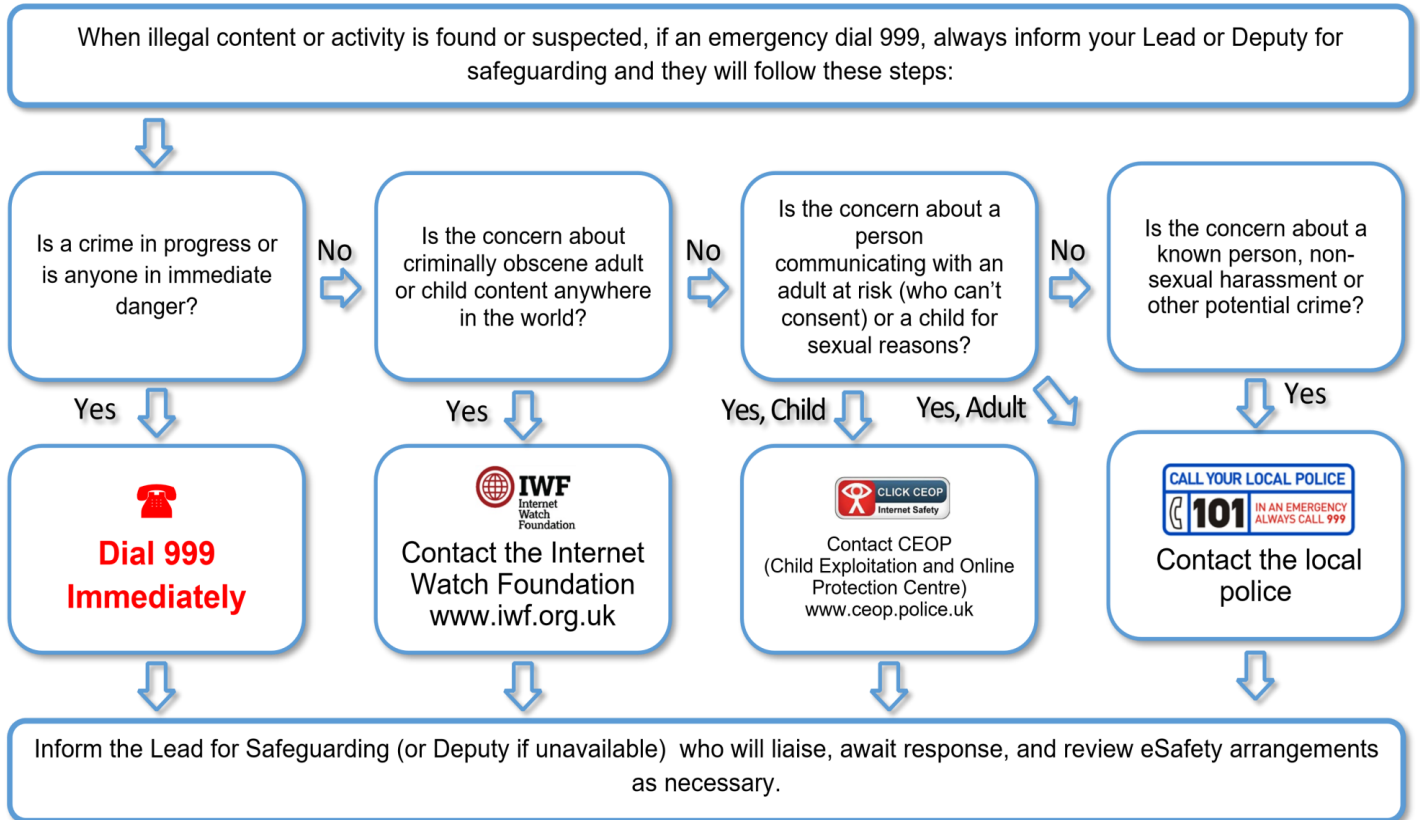 When illegal content or activity is found or suspected, if an emergency dial 999, always inform your Lead or Deputy for
safeguarding and they will follow these steps:
Is a crime in progress or
is anyone in immediate
danger?
No
Is the concern about
criminally obscene adult
or child content anywhere
in the world?
No
Is the concern about a
person
communicating with an
adult at risk (who can’t
consent) or a child for
sexual reasons?
No
Is the concern about a
known person, non-
sexual harassment or
other potential crime?
Yes
Yes
Yes, Child
Yes, Adult
Yes
Dial 999
Immediately
IWF
Internet
Watch
Foundation
Contact the Internet
Watch Foundation
www.iwf.org.uk
CLICK CEOP
Internet Safety
Contact CEOP
(Child Exploitation and Online
Protection Centre)
www.ceop.police.uk
CALL YOUR LOCAL POLICE
101
IN AN EMERGENCY
ALWAYS CALL 999
Contact the local
police
Inform the Lead for Safeguarding (or Deputy if unavailable)  who will liaise, await response, and review eSafety arrangements
as necessary.